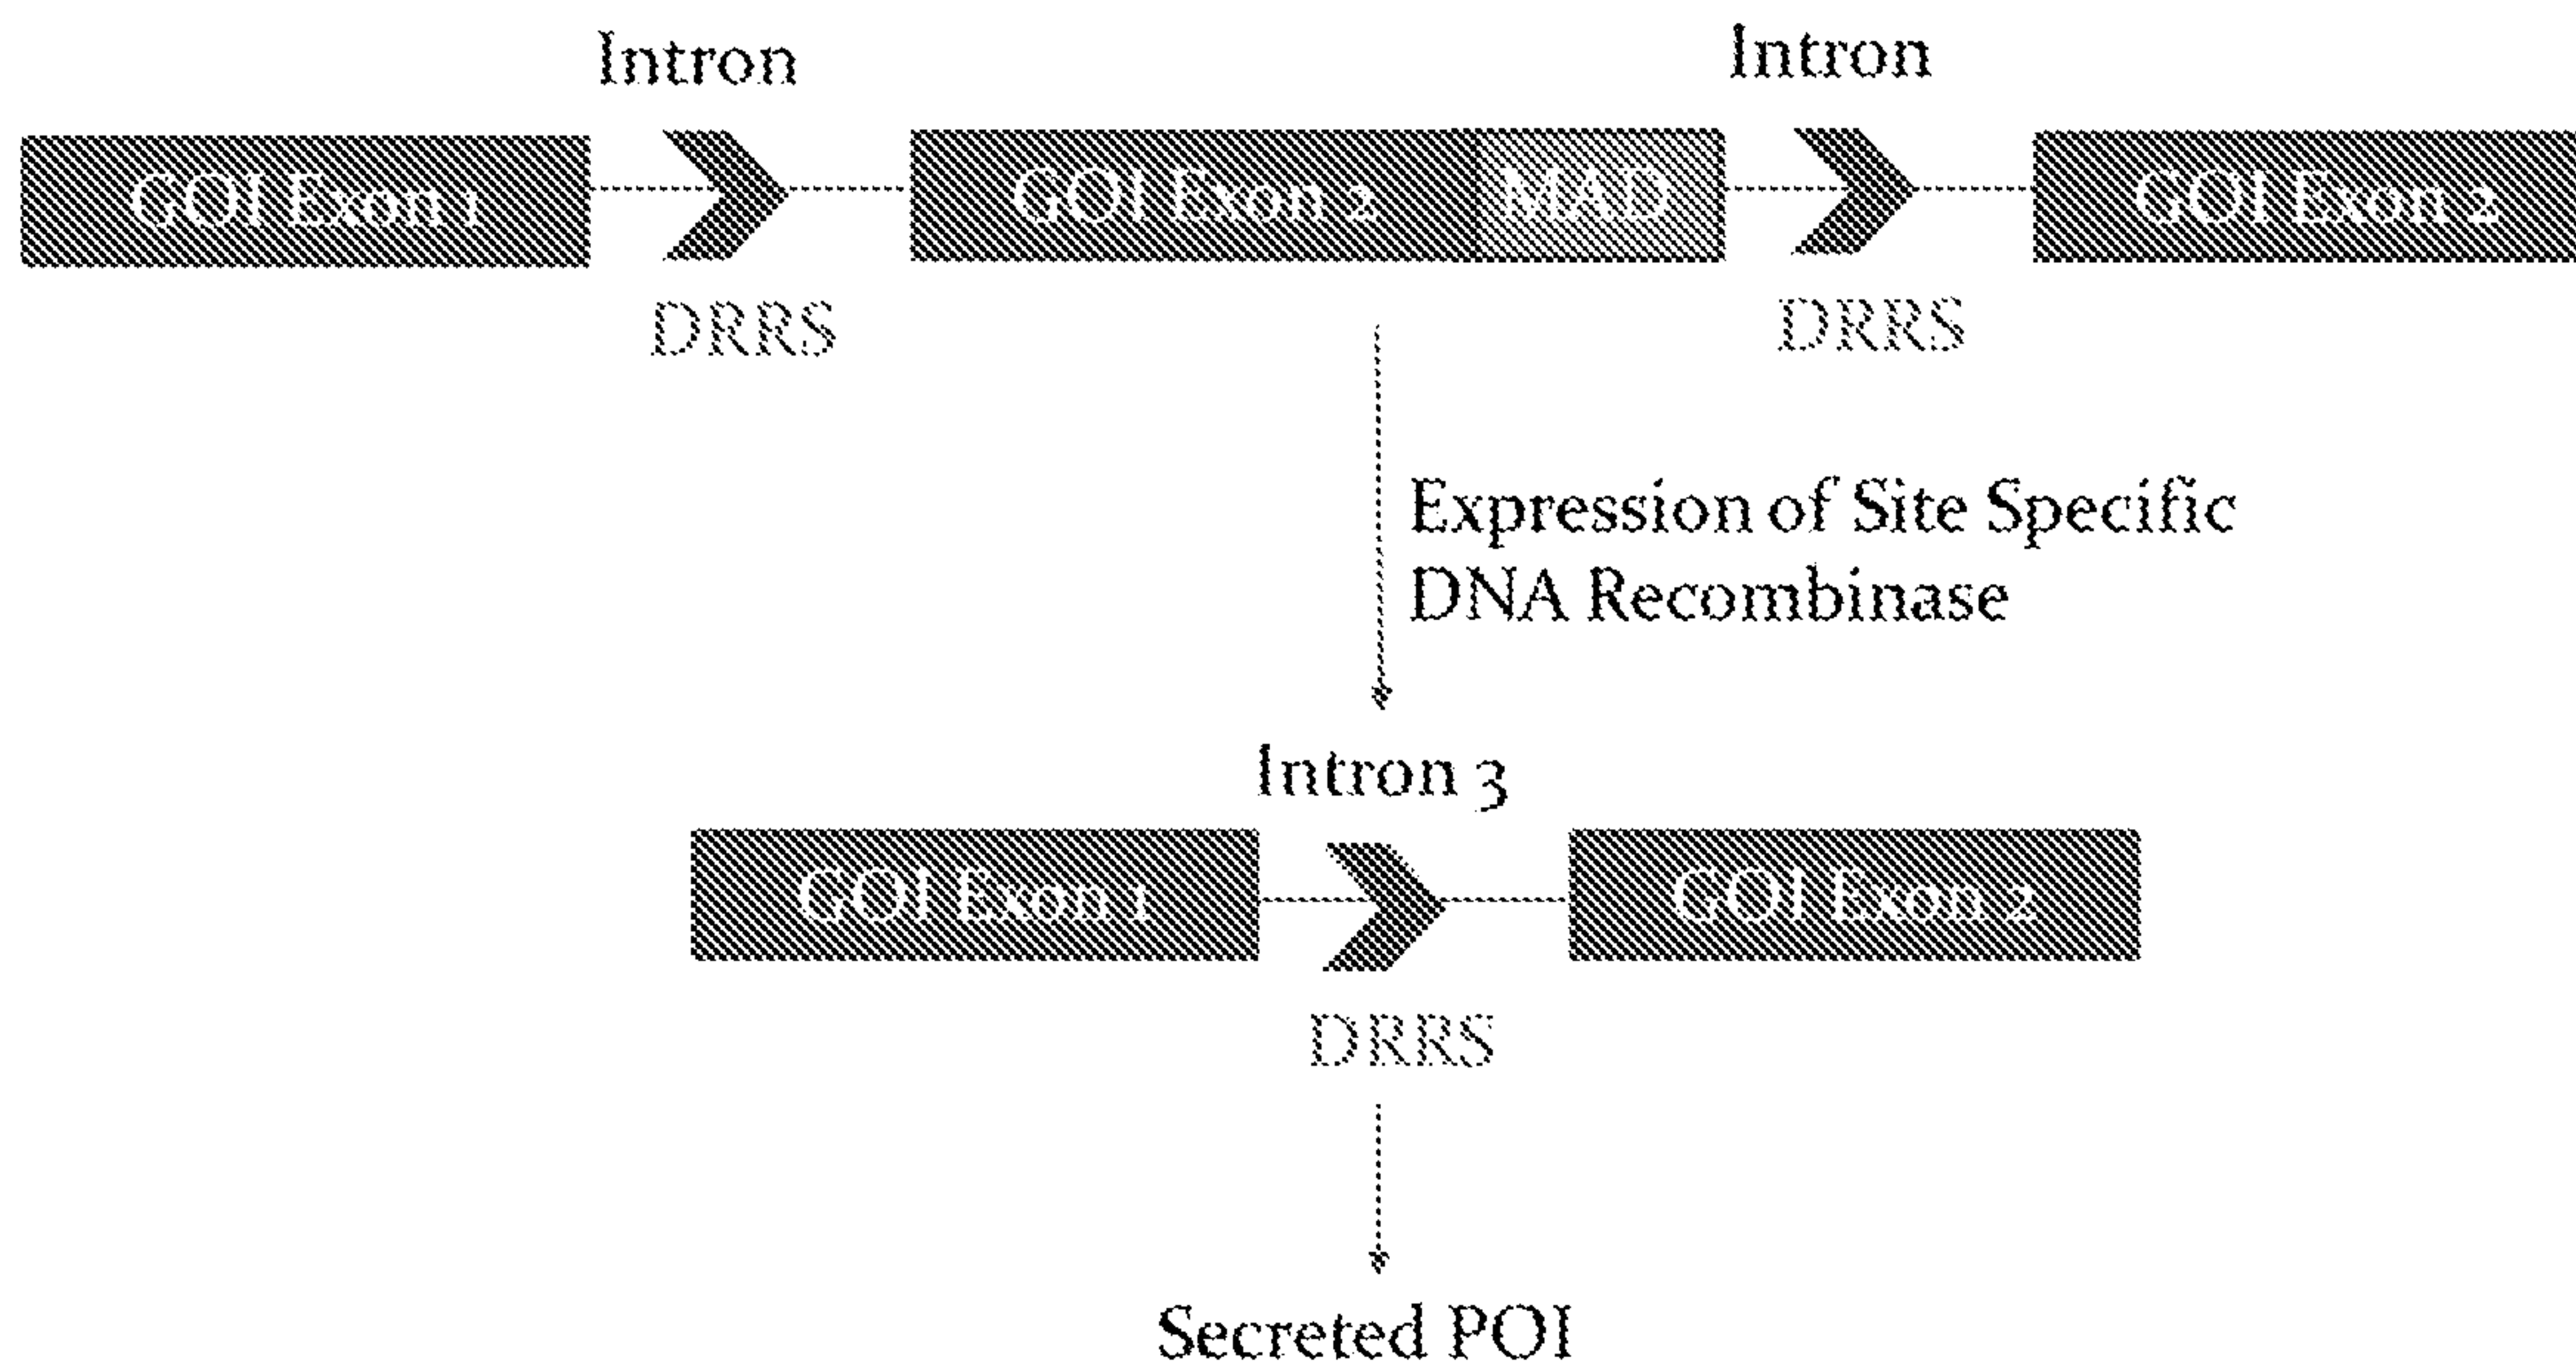 Intron
Intron
GOI Exon 1
GOI Exon 2
MAD
GOI Exon 2
DRRS
DRRS
Expression of Site Specific
DNA Recombinase
Intron 3
GOI Exon 1
GOI Exon 2
DRRS
Secreted POI